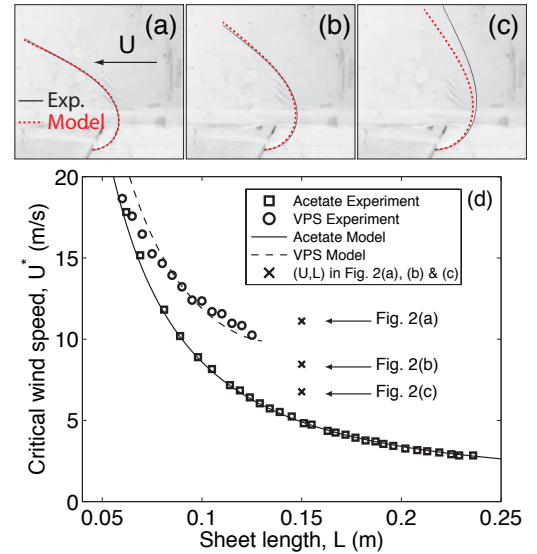 (a)
(b)
(c)
U
Exp.
Model
(d)
Acetate Experiment
VPS Experiment
Acetate Model
VPS Model
(U,L) in Fig. 2(a), (b) & (c)
Fig. 2(a)
Fig. 2(b)
Fig. 2(c)
20
15
10
5
0
Critical wind speed, U* (m/s)
0.05 0.1 0.15 0.2 0.25
Sheet length, L (m)